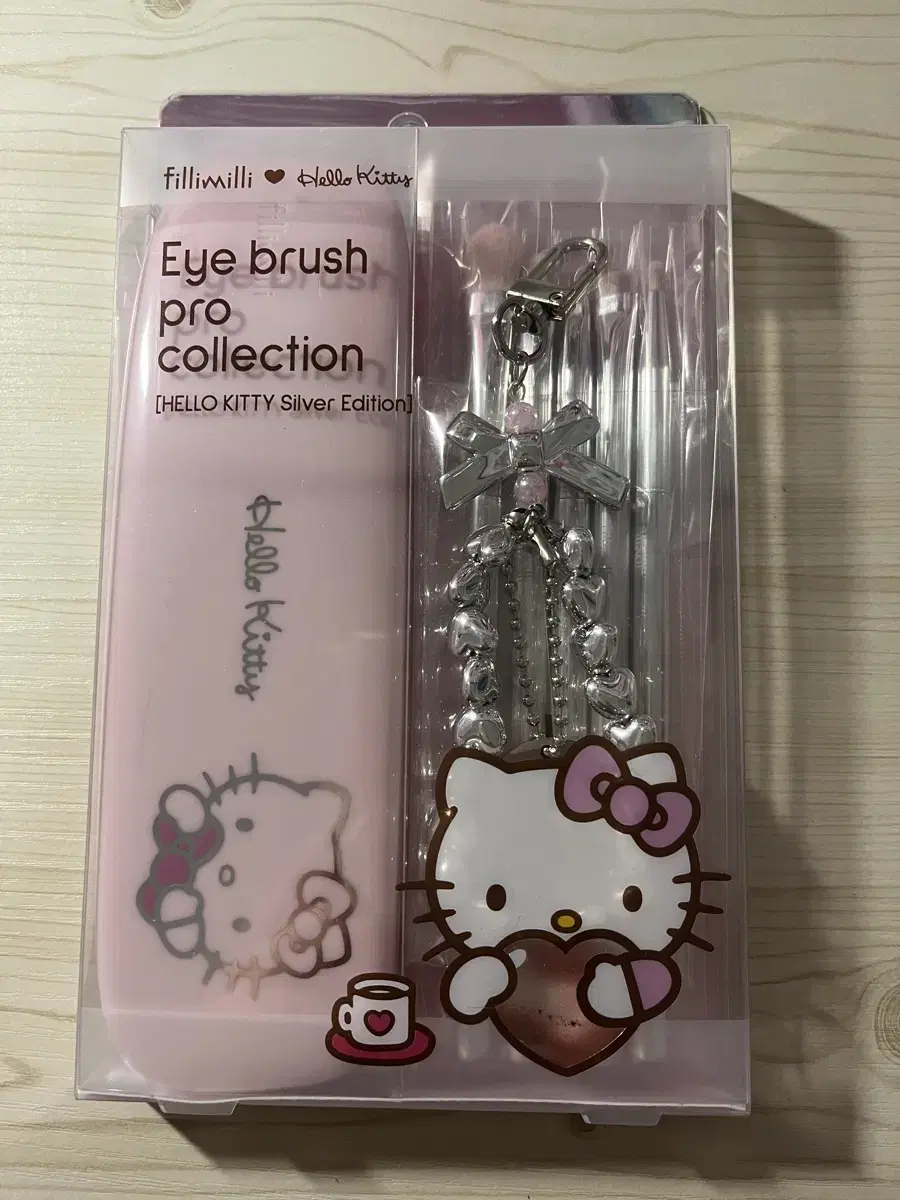 fillimilli ♥ Hello Kitty
Eye brush
pro
collection
[HELLO KITTY Silver Edition]
Hello Kitty